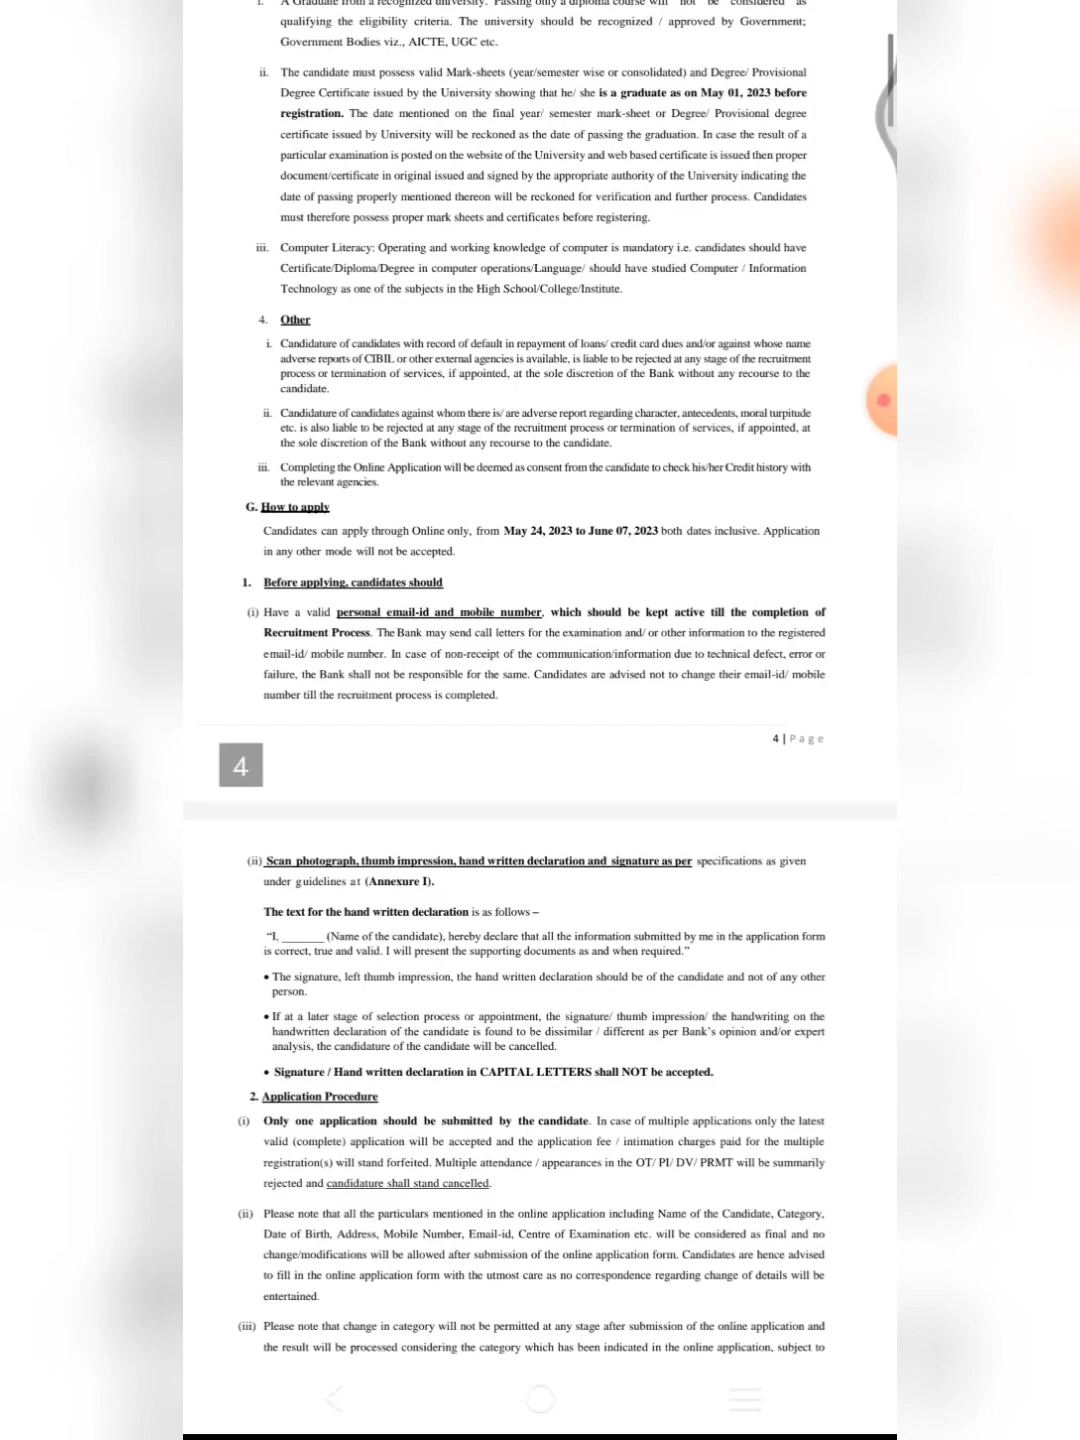 i. A Graduate from a recognized university. Passing only a diploma course will not be considered as
qualifying the eligibility criteria. The university should be recognized / approved by Government;
Government Bodies viz., AICTE, UGC etc.
ii. The candidate must possess valid Mark-sheets (year/semester wise or consolidated) and Degree/ Provisional
Degree Certificate issued by the University showing that he/ she is a graduate as on May 01, 2023 before
registration. The date mentioned on the final year/ semester mark-sheet or Degree/ Provisional degree
certificate issued by University will be reckoned as the date of passing the graduation. In case the result of a
particular examination is posted on the website of the University and web based certificate is issued then proper
document/certificate in original issued and signed by the appropriate authority of the University indicating the
date of passing properly mentioned thereon will be reckoned for verification and further process. Candidates
must therefore possess proper mark sheets and certificates before registering.
iii. Computer Literacy: Operating and working knowledge of computer is mandatory i.e. candidates should have
Certificate/Diploma/Degree in computer operations/Language/ should have studied Computer / Information
Technology as one of the subjects in the High School/College/Institute.
4. Other
i. Candidature of candidates with record of default in repayment of loans/ credit card dues and/or against whose name
adverse reports of CIBIL or other external agencies is available, is liable to be rejected at any stage of the recruitment
process or termination of services, if appointed, at the sole discretion of the Bank without any recourse to the
candidate.
ii. Candidature of candidates against whom there is/ are adverse report regarding character, antecedents, moral turpitude
etc. is also liable to be rejected at any stage of the recruitment process or termination of services, if appointed, at
the sole discretion of the Bank without any recourse to the candidate.
iii. Completing the Online Application will be deemed as consent from the candidate to check his/her Credit history with
the relevant agencies.
G. How to apply
Candidates can apply through Online only, from May 24, 2023 to June 07, 2023 both dates inclusive. Application
in any other mode will not be accepted.
1. Before applying, candidates should
(i) Have a valid personal email-id and mobile number, which should be kept active till the completion of
Recruitment Process. The Bank may send call letters for the examination and/ or other information to the registered
email-id/ mobile number. In case of non-receipt of the communication/information due to technical defect, error or
failure, the Bank shall not be responsible for the same. Candidates are advised not to change their email-id/ mobile
number till the recruitment process is completed.
4 | Page
4
(ii) Scan photograph, thumb impression, hand written declaration and signature as per specifications as given
under guidelines at (Annexure I).
The text for the hand written declaration is as follows –
“I, _______ (Name of the candidate), hereby declare that all the information submitted by me in the application form
is correct, true and valid. I will present the supporting documents as and when required.”
• The signature, left thumb impression, the hand written declaration should be of the candidate and not of any other
person.
• If at a later stage of selection process or appointment, the signature/ thumb impression/ the handwriting on the
handwritten declaration of the candidate is found to be dissimilar / different as per Bank’s opinion and/or expert
analysis, the candidature of the candidate will be cancelled.
• Signature / Hand written declaration in CAPITAL LETTERS shall NOT be accepted.
2. Application Procedure
(i) Only one application should be submitted by the candidate. In case of multiple applications only the latest
valid (complete) application will be accepted and the application fee / intimation charges paid for the multiple
registration(s) will stand forfeited. Multiple attendance / appearances in the OT/ PI/ DV/ PRMT will be summarily
rejected and candidature shall stand cancelled.
(ii) Please note that all the particulars mentioned in the online application including Name of the Candidate, Category,
Date of Birth, Address, Mobile Number, Email-id, Centre of Examination etc. will be considered as final and no
change/modifications will be allowed after submission of the online application form. Candidates are hence advised
to fill in the online application form with the utmost care as no correspondence regarding change of details will be
entertained.
(iii) Please note that change in category will not be permitted at any stage after submission of the online application and
the result will be processed considering the category which has been indicated in the online application, subject to